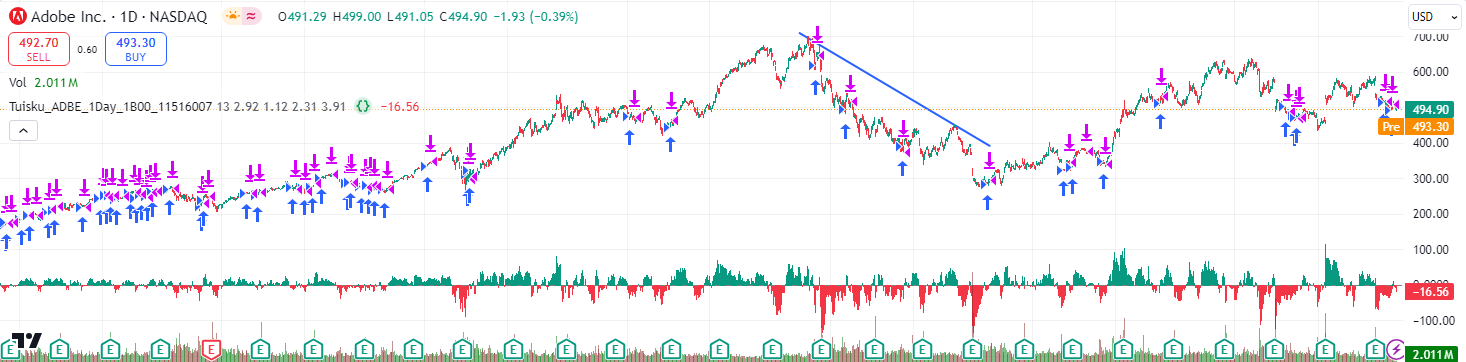 Adobe Inc. · 1D · NASDAQ O491.29 H499.00 L491.05 C494.90 −1.93 (−0.39%)
USD
492.70
SELL
0.60
493.30
BUY
Vol 2.011M
Tuisku_ADBE_1Day_1B00_11516007 13 2.92 1.12 2.31 3.91 {} −16.56
700.00
600.00
494.90
Pre 493.30
400.00
300.00
200.00
100.00
−16.56
−100.00
2.011M
E E E E E E E E E E E E E E E E E E E E E E E E E E E E